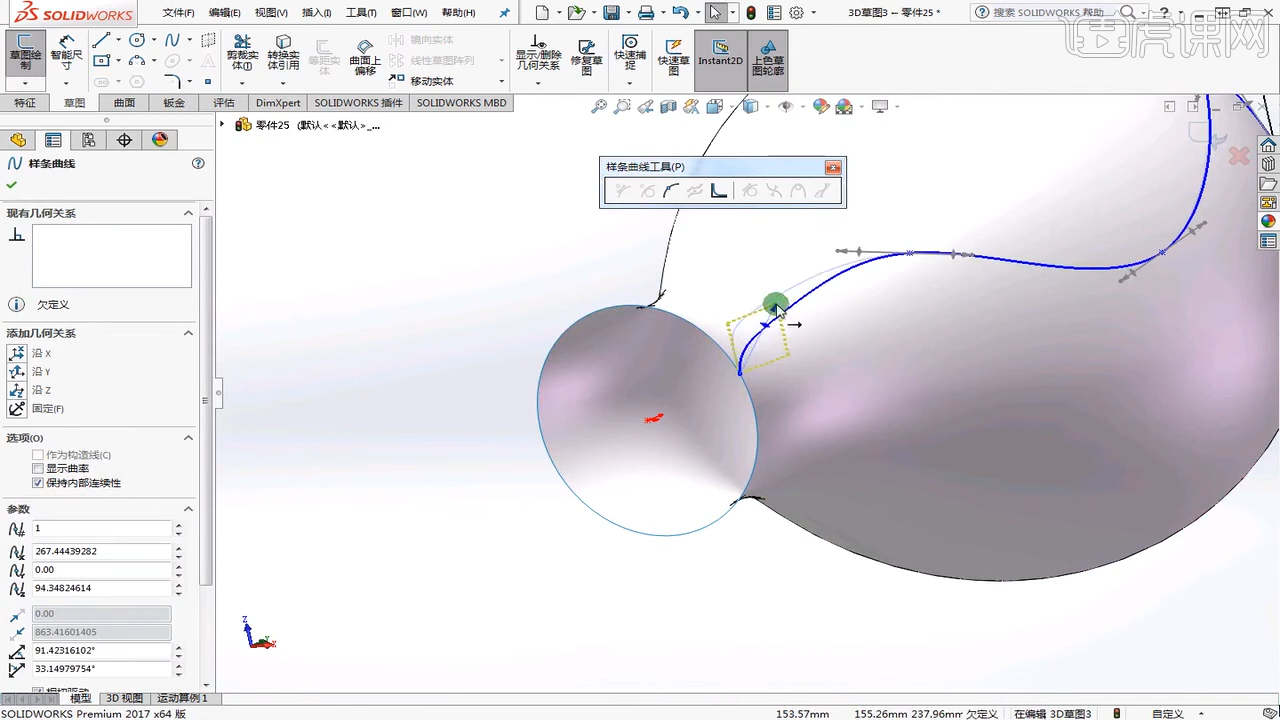 SOLIDWORKS
文件(F) 编辑(E) 视图(V) 插入(I) 工具(T) 窗口(W) 帮助(H)
3D草图3 – 零件25 *
搜索 SOLIDWORKS 帮助
虎课网
草图绘制
智能尺寸
剪裁实体(I)
转换实体引用
等距实体
曲面上偏移
镜向实体
线性草图阵列
移动实体
显示/删除几何关系
修复草图
快速捕捉
快速草图
Instant2D
上色草图轮廓
特征 草图 曲面 钣金 评估 DimXpert SOLIDWORKS 插件 SOLIDWORKS MBD
零件25 (默认<<默认>_...
样条曲线
样条曲线工具(P)
现有几何关系
欠定义
添加几何关系
沿 X
沿 Y
沿 Z
固定(F)
选项(O)
作为构造线(C)
显示曲率
保持内部连续性
参数
1
267.44439282
0.00
94.34824614
0.00
863.41601405
91.42316102°
33.14979754°
相切驱动
Z
Y
X
模型 3D 视图 运动算例 1
SOLIDWORKS Premium 2017 x64 版
153.57mm 155.26mm 237.96mm 欠定义 在编辑 3D草图3 自定义